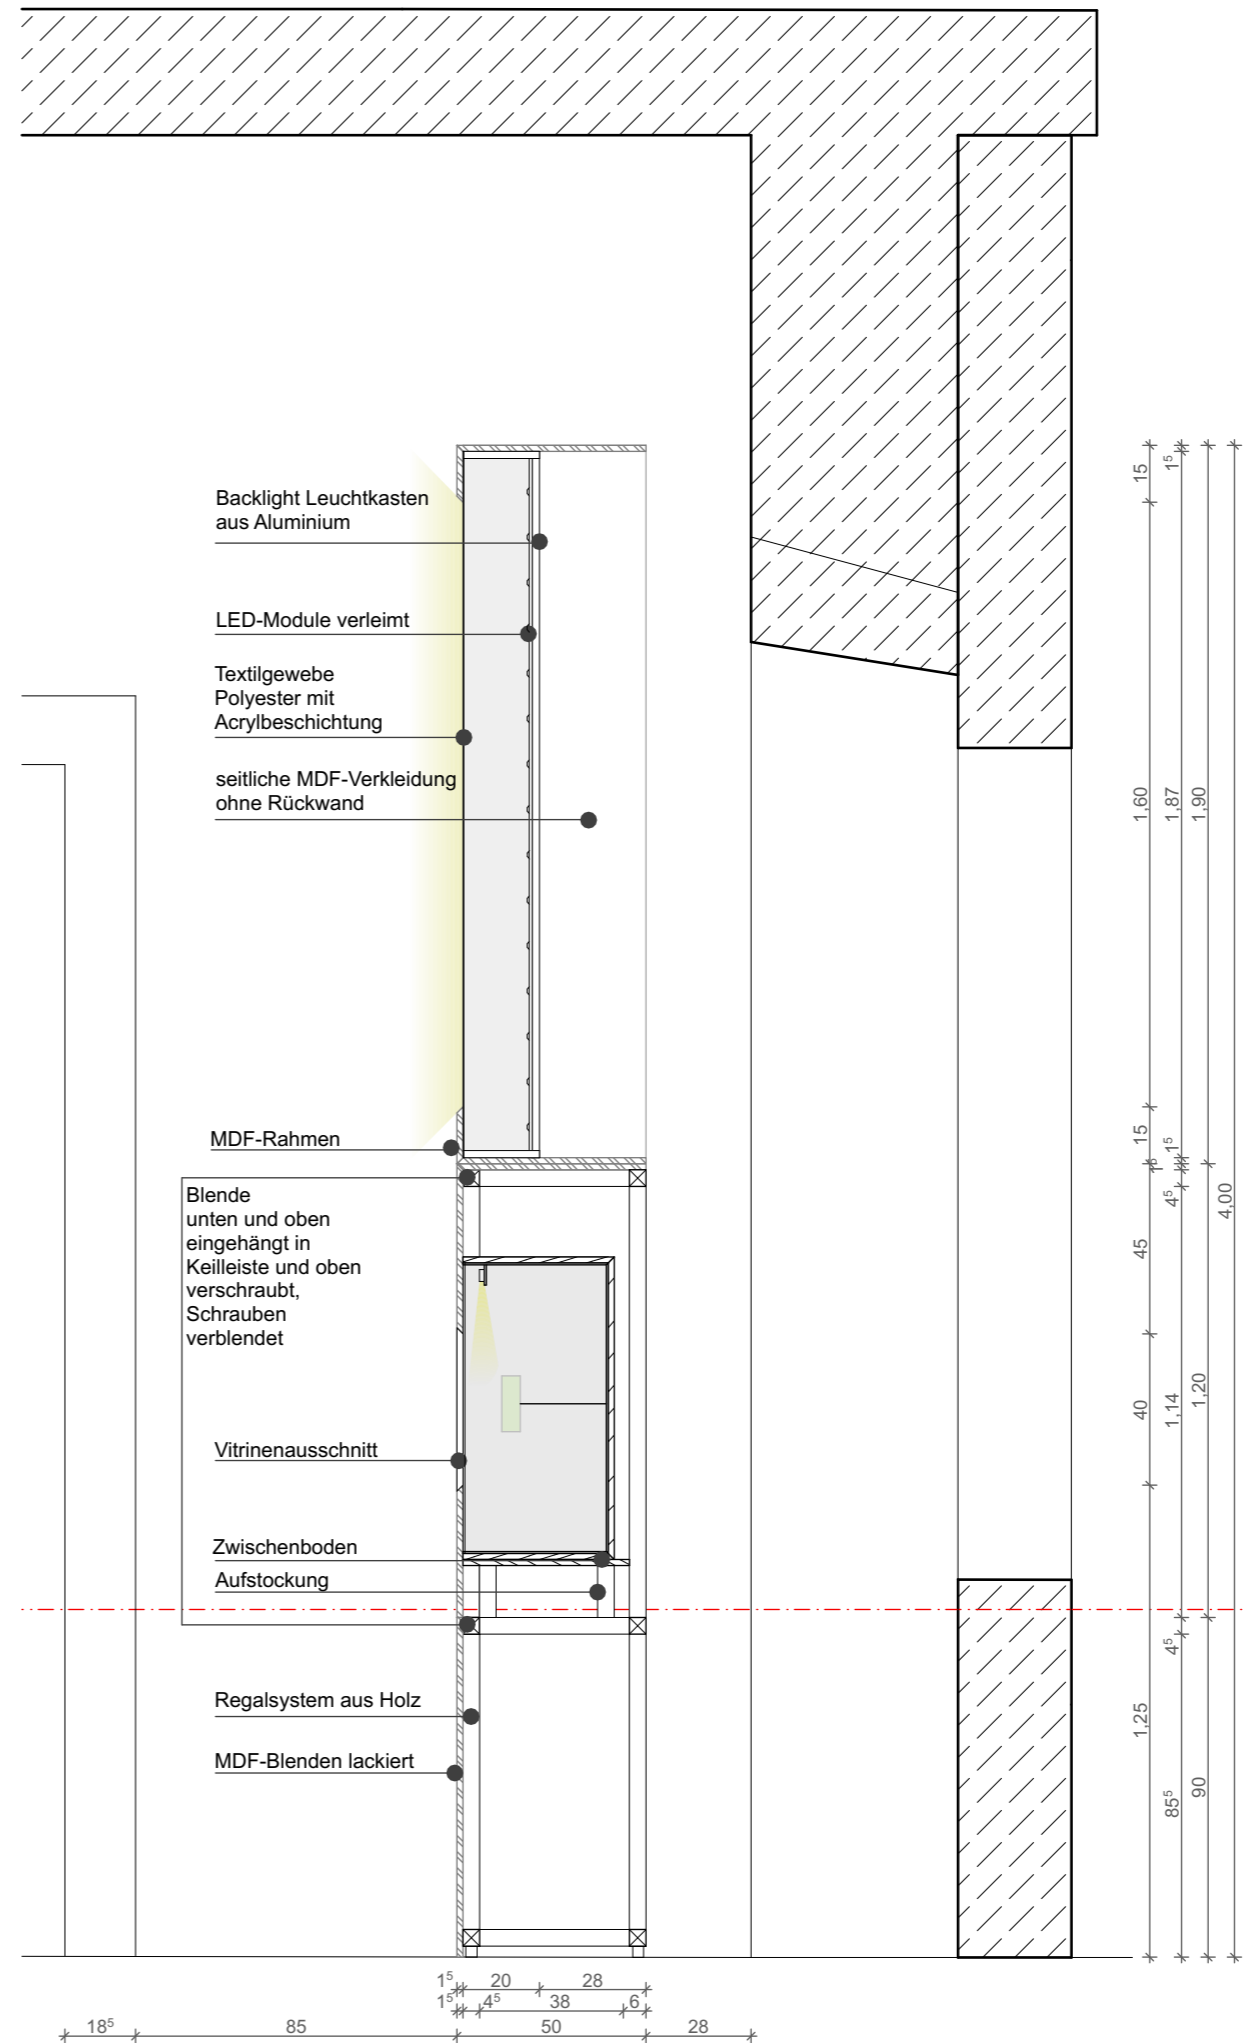 Backlight Leuchtkasten
aus Aluminium
LED-Module verleimt
Textilgewebe
Polyester mit
Acrylbeschichtung
seitliche MDF-Verkleidung
ohne Rückwand
MDF-Rahmen
Blende
unten und oben
eingehängt in
Keilleiste und oben
verschraubt,
Schrauben
verblendet
Vitrinenausschnitt
Zwischenboden
Aufstockung
Regalsystem aus Holz
MDF-Blenden lackiert
15
1,60
15
45
40
1,25
1⁵
1,87
1⁵
4⁵
1,14
4⁵
85⁵
1,90
1,20
90
4,00
1⁵ 20 28
1⁵ 4⁵ 38 6
18⁵ 85 50 28